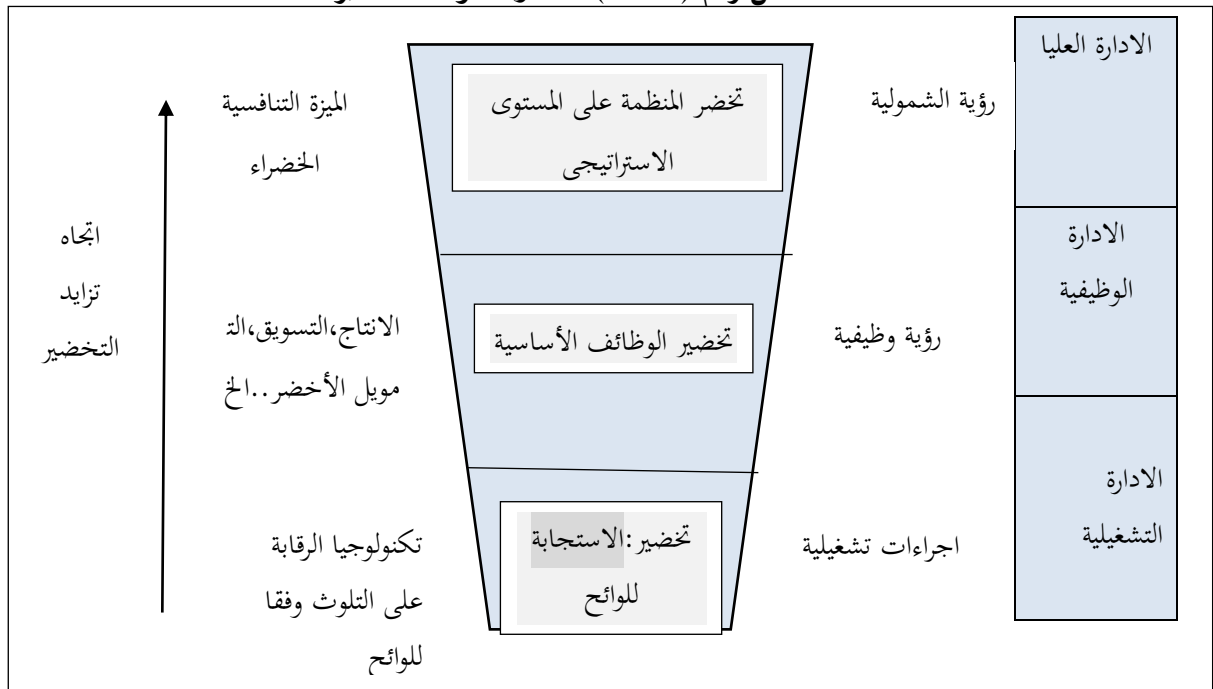 الادارة العليا
رؤية الشمولية
تخضر المنظمة على المستوى
الاستراتيجي
الميزة التنافسية
الخضراء
الادارة
الوظيفية
رؤية وظيفية
تخضير الوظائف الأساسية
الانتاج،التسويق،الت
مويل الأخضر..الخ
اتجاه
تزايد
التخضير
الادارة
التشغيلية
اجراءات تشغيلية
تخضير:الاستجابة
للوائح
تكنولوجيا الرقابة
على التلوث وفقا
للوائح